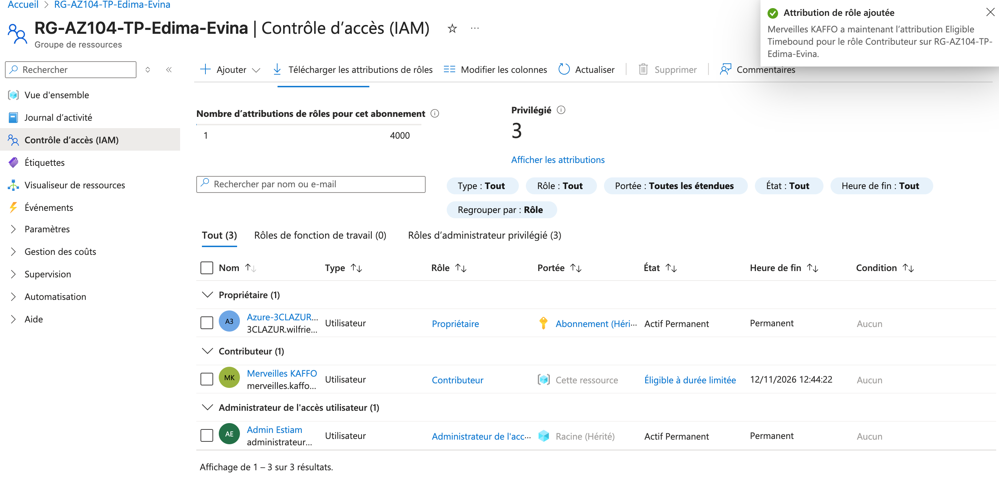 Accueil > RG-AZ104-TP-Edima-Evina
RG-AZ104-TP-Edima-Evina | Contrôle d’accès (IAM) ☆ ···
Groupe de ressources
Attribution de rôle ajoutée
Merveilles KAFFO a maintenant l’attribution Eligible
Timebound pour le rôle Contributeur sur RG-AZ104-TP-
Edima-Evina.
Rechercher
Vue d'ensemble
Journal d’activité
Contrôle d’accès (IAM)
Étiquettes
Visualiseur de ressources
Événements
Paramètres
Gestion des coûts
Supervision
Automatisation
Aide
Ajouter Télécharger les attributions de rôles Modifier les colonnes Actualiser Supprimer Commentaires
Nombre d’attributions de rôles pour cet abonnement
1 4000
Privilégié
3
Afficher les attributions
Rechercher par nom ou e-mail
Type : Tout Rôle : Tout Portée : Toutes les étendues État : Tout Heure de fin : Tout
Regrouper par : Rôle
Tout (3) Rôles de fonction de travail (0) Rôles d’administrateur privilégié (3)
Nom Type Rôle Portée État Heure de fin Condition
Propriétaire (1)
A3 Azure-3CLAZUR... Utilisateur Propriétaire Abonnement (Héri... Actif Permanent Permanent Aucun
3CLAZUR.wilfrie...
Contributeur (1)
MK Merveilles KAFFO Utilisateur Contributeur Cette ressource Éligible à durée limitée 12/11/2026 12:44:22 Aucun
merveilles.kaffo...
Administrateur de l'accès utilisateur (1)
AE Admin Estiam Utilisateur Administrateur de l'acc... Racine (Hérité) Actif Permanent Permanent Aucun
administrateur...
Affichage de 1 – 3 sur 3 résultats.